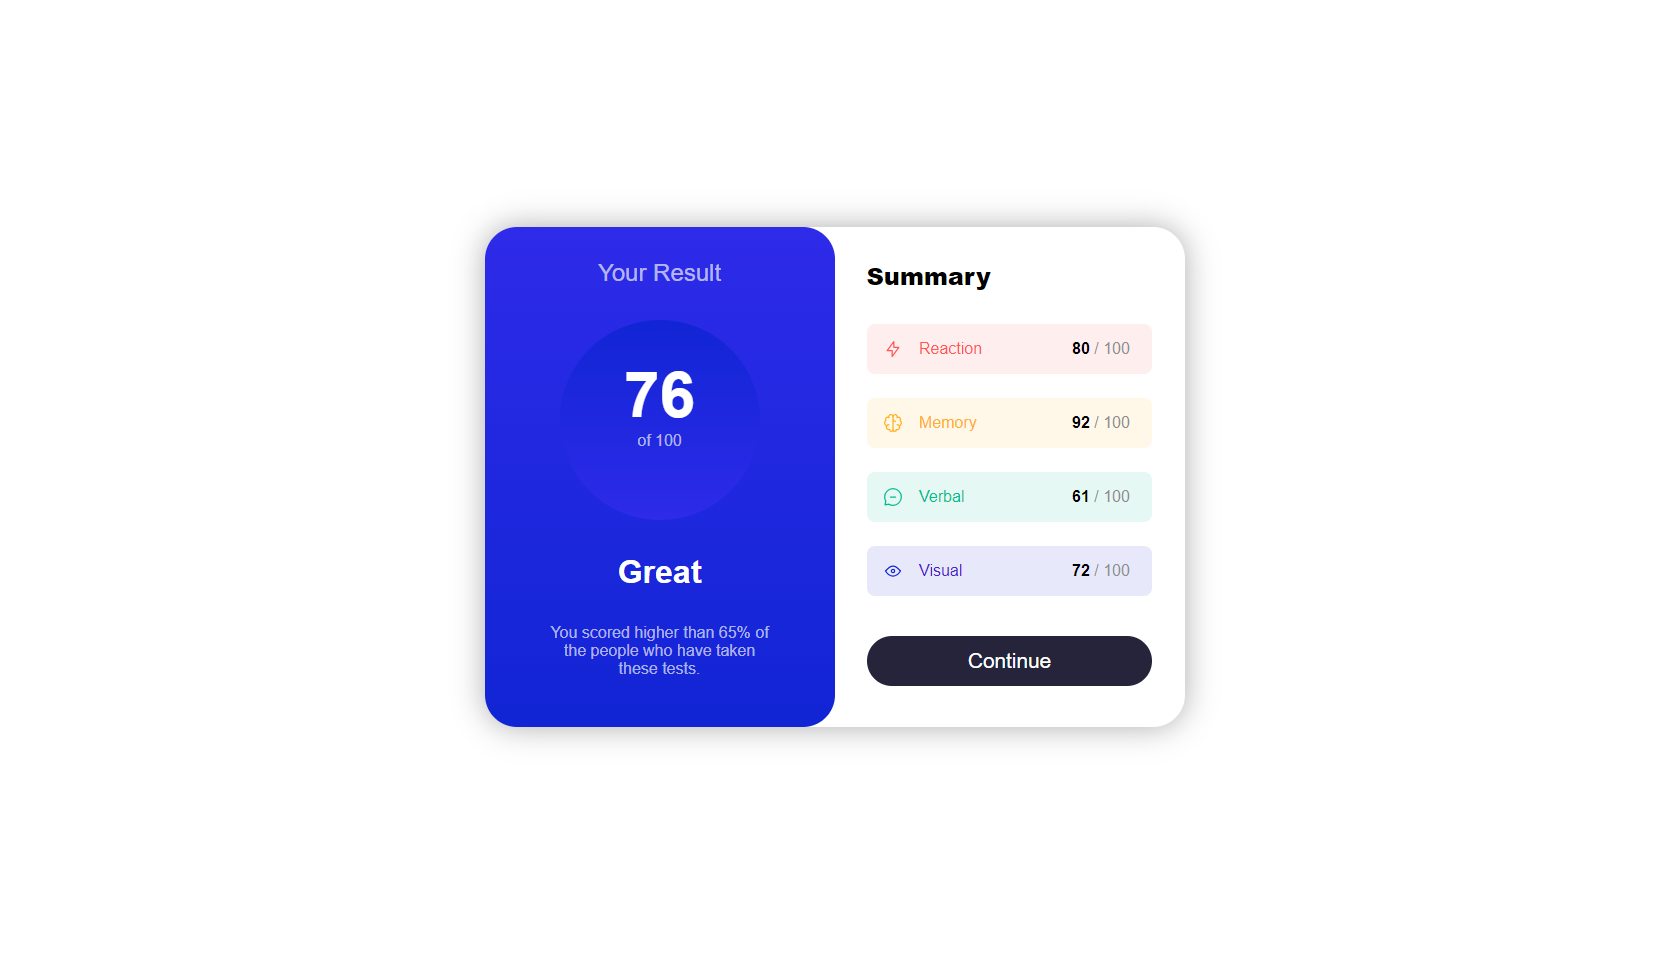 Your Result
76
of 100
Great
You scored higher than 65% of
the people who have taken
these tests.
Summary
Reaction 80 / 100
Memory 92 / 100
Verbal 61 / 100
Visual 72 / 100
Continue